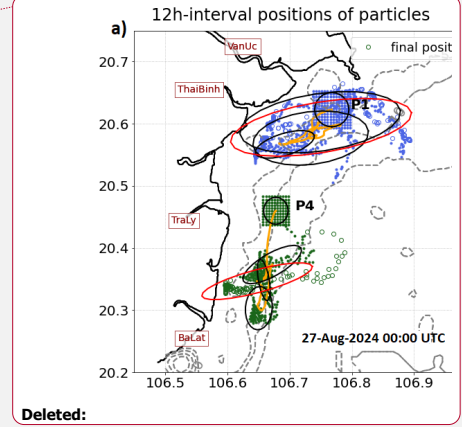 12h-interval positions of particles
a)
VanUc
final posit
20.7
ThaiBinh
P1
20.6
20.5
P4
TraLy
20.4
20.3
27-Aug-2024 00:00 UTC
BaLat
20.2
106.5 106.6 106.7 106.8 106.9
Deleted: